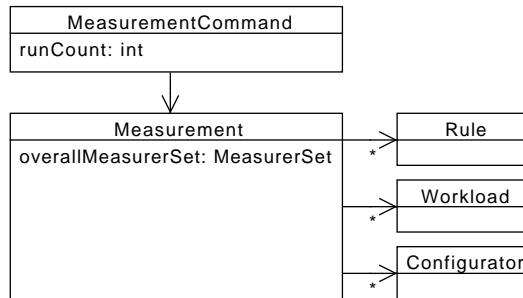 MeasurementCommand
runCount: int
Measurement
overallMeasurerSet: MeasurerSet
*
Rule
*
Workload
*
Configurator